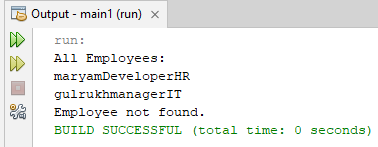 Output - main1 (run)
run:
All Employees:
maryamDeveloperHR
gulrukhmanagerIT
Employee not found.
BUILD SUCCESSFUL (total time: 0 seconds)